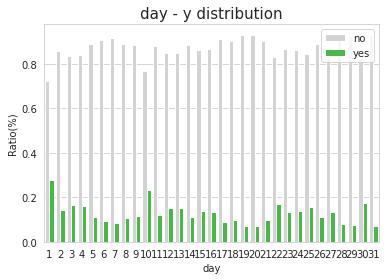 day - y distribution
no
yes
Ratio(%)
0.8
0.6
0.4
0.2
0.0
1 2 3 4 5 6 7 8 9 10 11 12 13 14 15 16 17 18 19 20 21 22 23 24 25 26 27 28 29 30 31
day